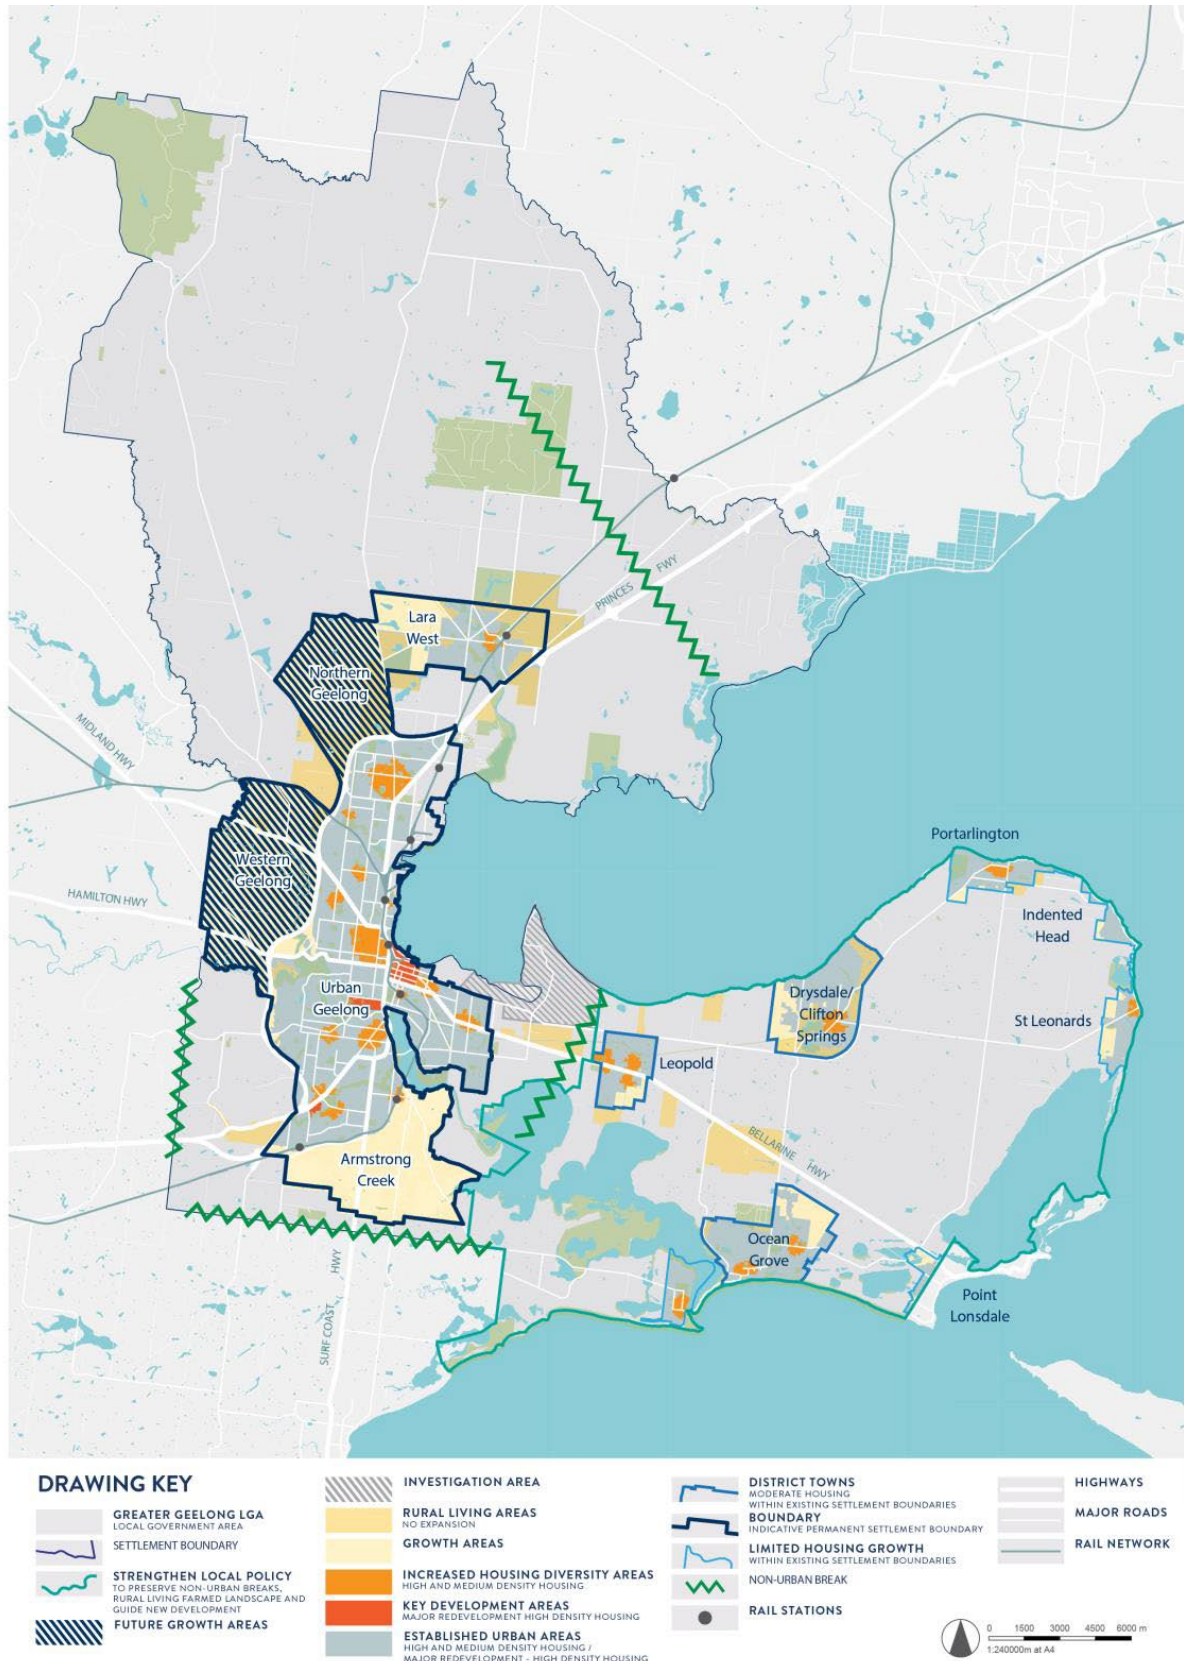 Lara
West
Northern
Geelong
PRINCES FWY
MIDLAND HWY
Western
Geelong
HAMILTON HWY
Urban
Geelong
Portarlington
Indented
Head
Drysdale/
Clifton
Springs
St Leonards
Leopold
BELLARINE HWY
Armstrong
Creek
Ocean
Grove
Point
Lonsdale
SURF COAST HWY
DRAWING KEY
GREATER GEELONG LGA
LOCAL GOVERNMENT AREA
SETTLEMENT BOUNDARY
STRENGTHEN LOCAL POLICY
TO PRESERVE NON-URBAN BREAKS,
RURAL LIVING FARMED LANDSCAPE AND
GUIDE NEW DEVELOPMENT
FUTURE GROWTH AREAS
INVESTIGATION AREA
RURAL LIVING AREAS
NO EXPANSION
GROWTH AREAS
INCREASED HOUSING DIVERSITY AREAS
HIGH AND MEDIUM DENSITY HOUSING
KEY DEVELOPMENT AREAS
MAJOR REDEVELOPMENT HIGH DENSITY HOUSING
ESTABLISHED URBAN AREAS
HIGH AND MEDIUM DENSITY HOUSING /
MAJOR REDEVELOPMENT - HIGH DENSITY HOUSING
DISTRICT TOWNS
MODERATE HOUSING
WITHIN EXISTING SETTLEMENT BOUNDARIES
BOUNDARY
INDICATIVE PERMANENT SETTLEMENT BOUNDARY
LIMITED HOUSING GROWTH
WITHIN EXISTING SETTLEMENT BOUNDARIES
NON-URBAN BREAK
RAIL STATIONS
HIGHWAYS
MAJOR ROADS
RAIL NETWORK
0 1500 3000 4500 6000 m
1:240000m at A4